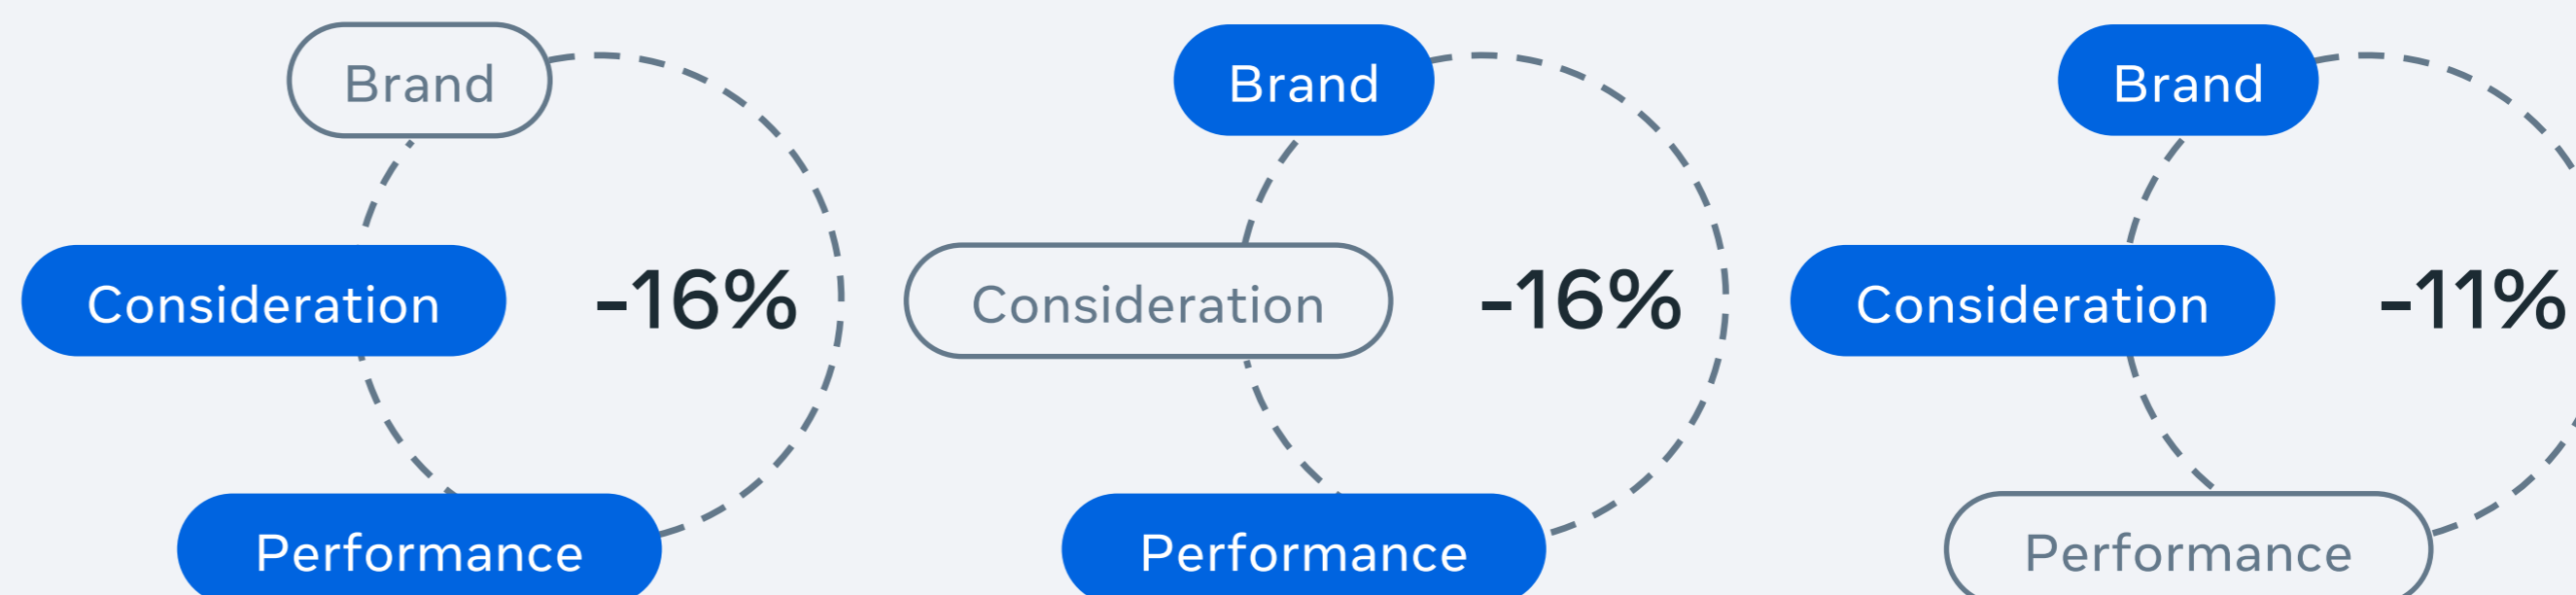 Brand
Consideration
-16%
Performance
Brand
Consideration
-16%
Performance
Brand
Consideration
-11%
Performance